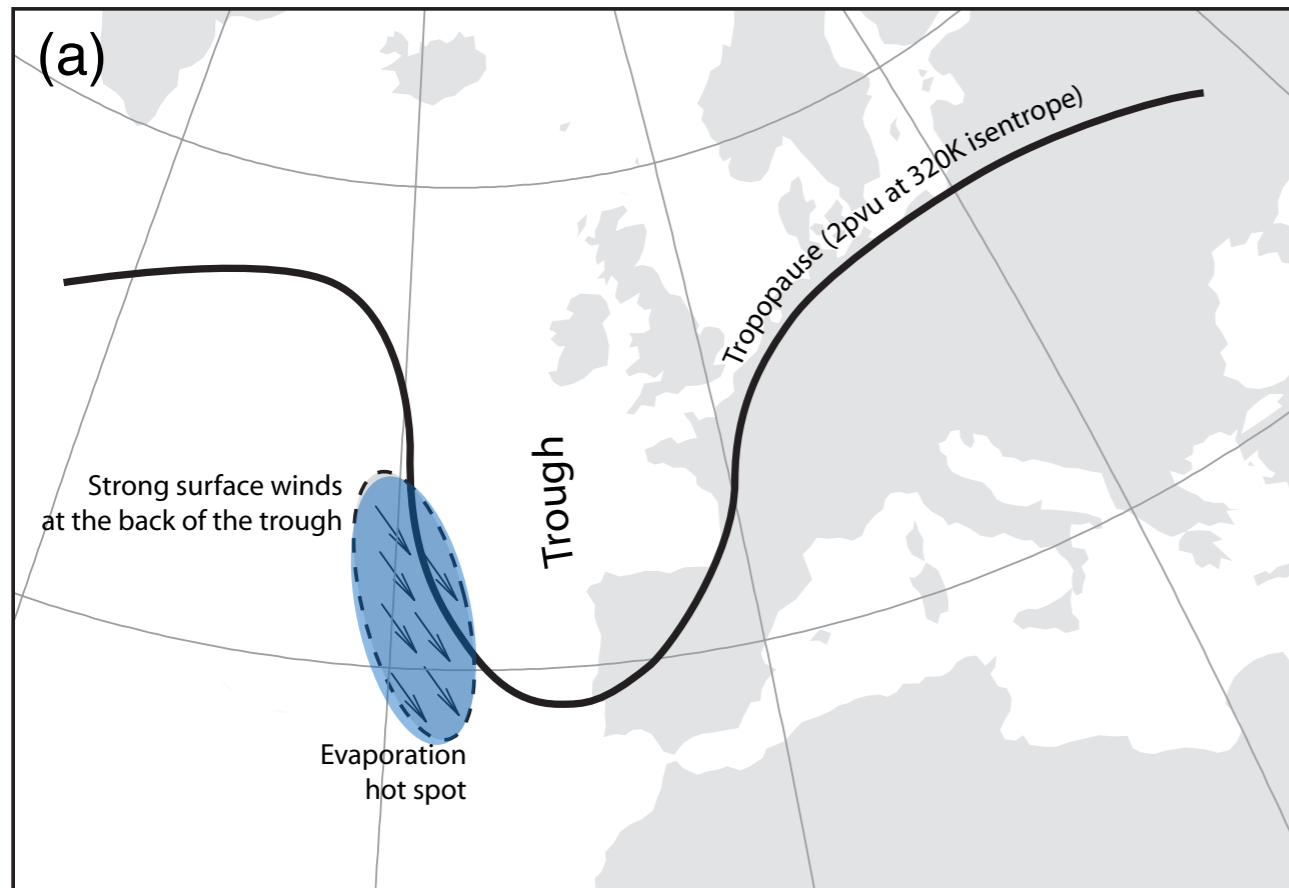 (a)
Tropopause (2pvu at 320K isentrope)
Trough
Strong surface winds
at the back of the trough
Evaporation
hot spot